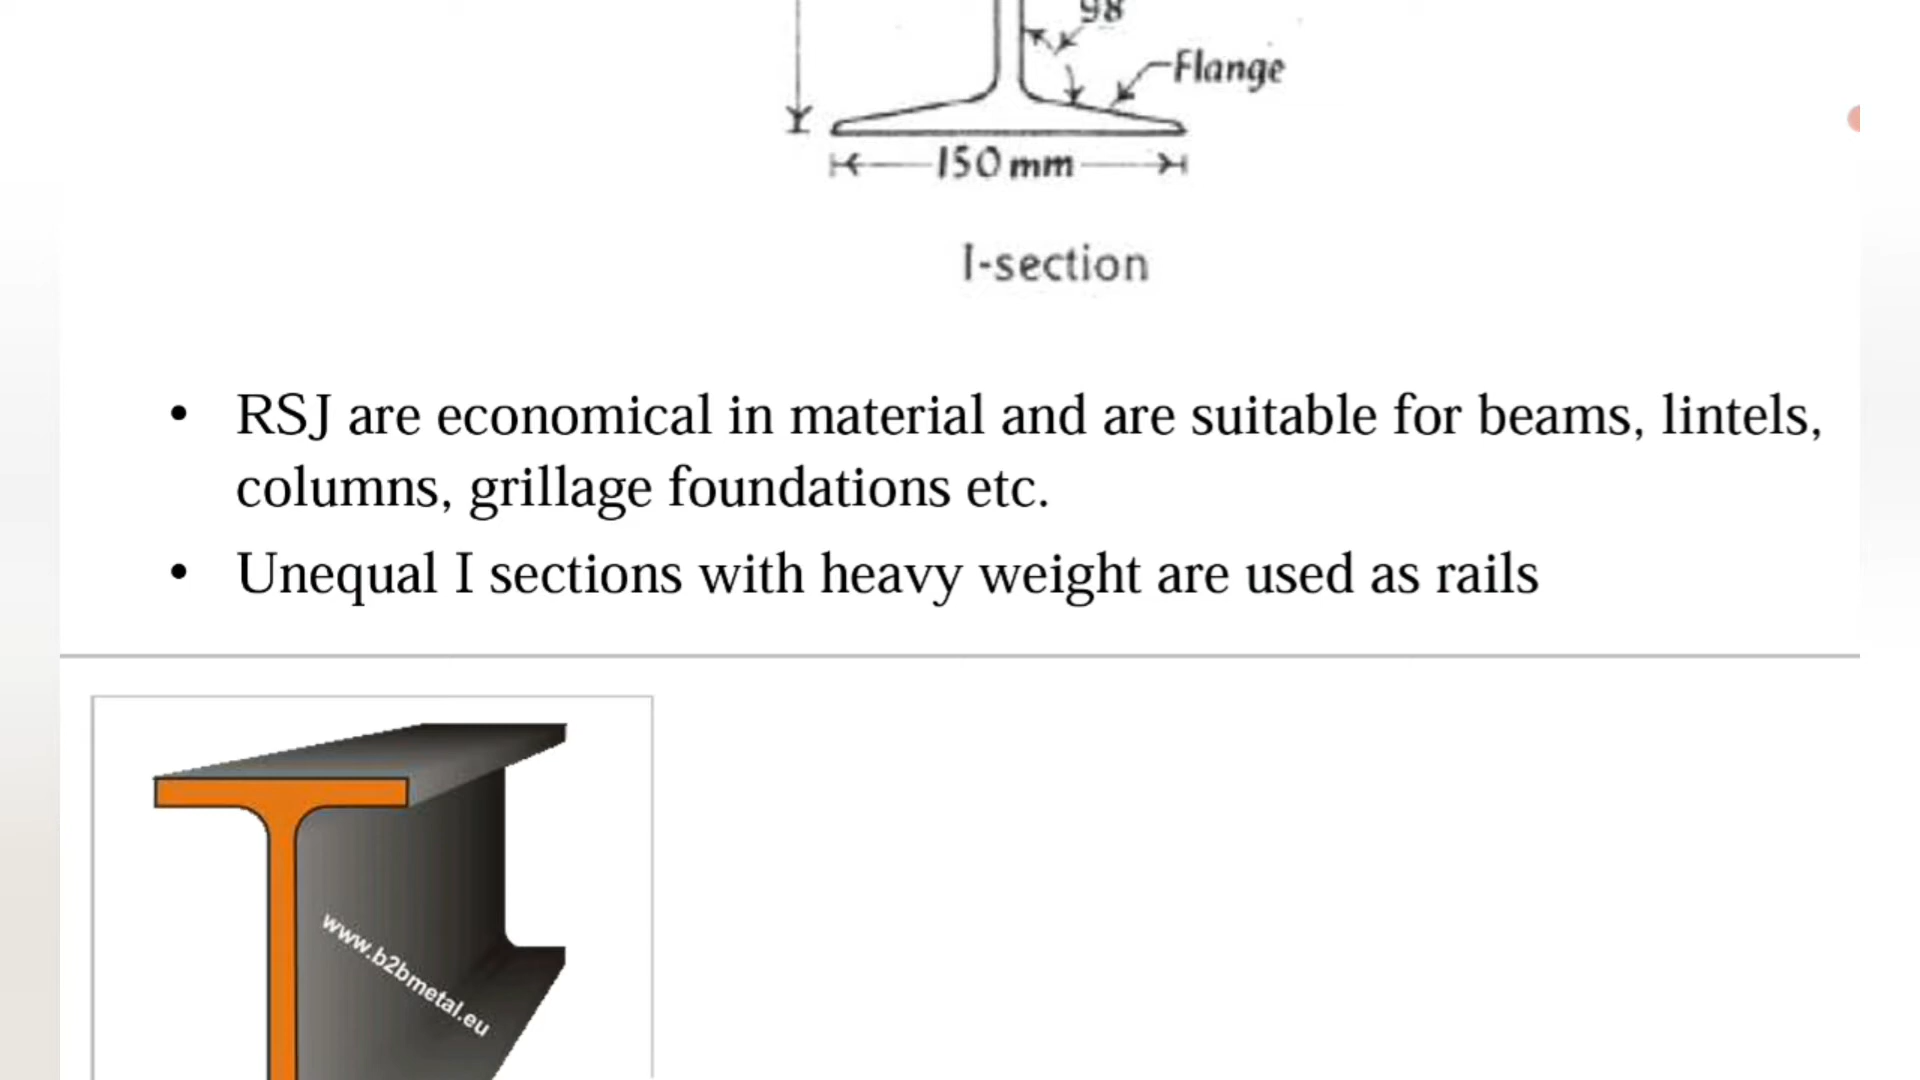 98
Flange
150 mm
I-section
• RSJ are economical in material and are suitable for beams, lintels,
columns, grillage foundations etc.
• Unequal I sections with heavy weight are used as rails
www.b2bmetal.eu